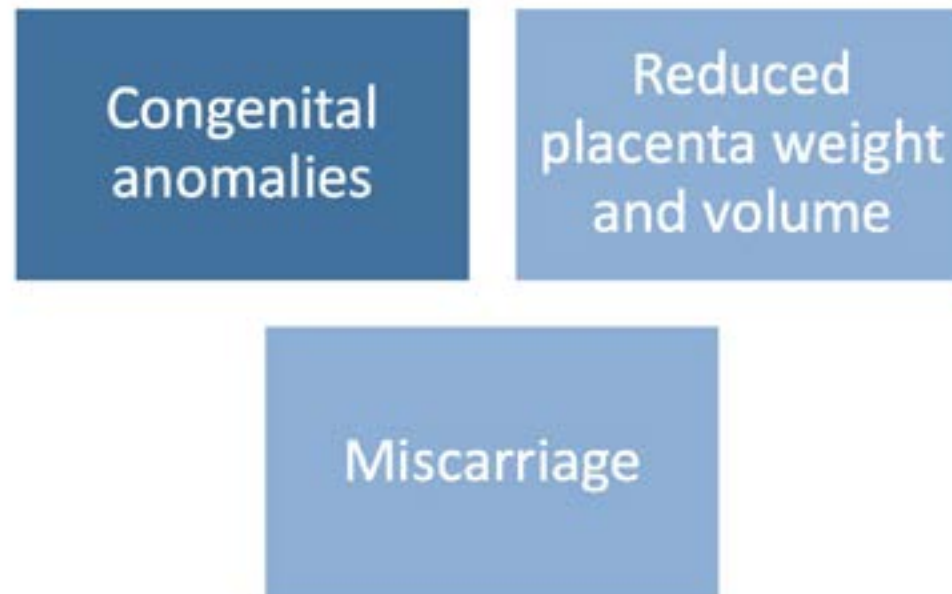 Congenital
anomalies
Reduced
placenta weight
and volume
Miscarriage